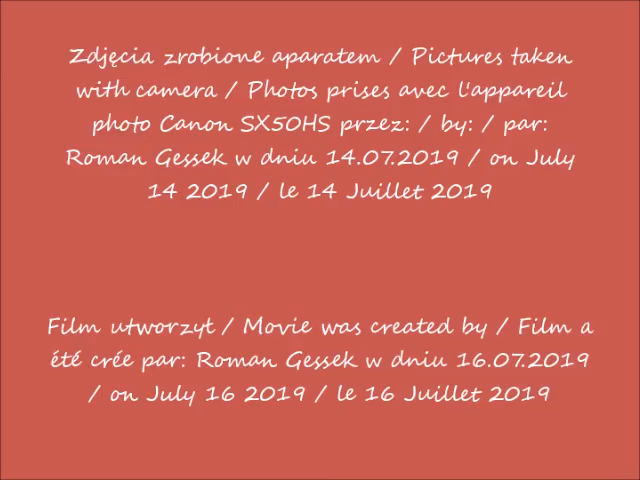 Zdjęcia zrobione aparatem / Pictures taken
with camera / Photos prises avec l'appareil
photo Canon SX50HS przez: / by: / par:
Roman Gessek w dniu 14.07.2019 / on July
14 2019 / le 14 Juillet 2019
Film utworzył / Movie was created by / Film a
été crée par: Roman Gessek w dniu 16.07.2019
/ on July 16 2019 / le 16 Juillet 2019